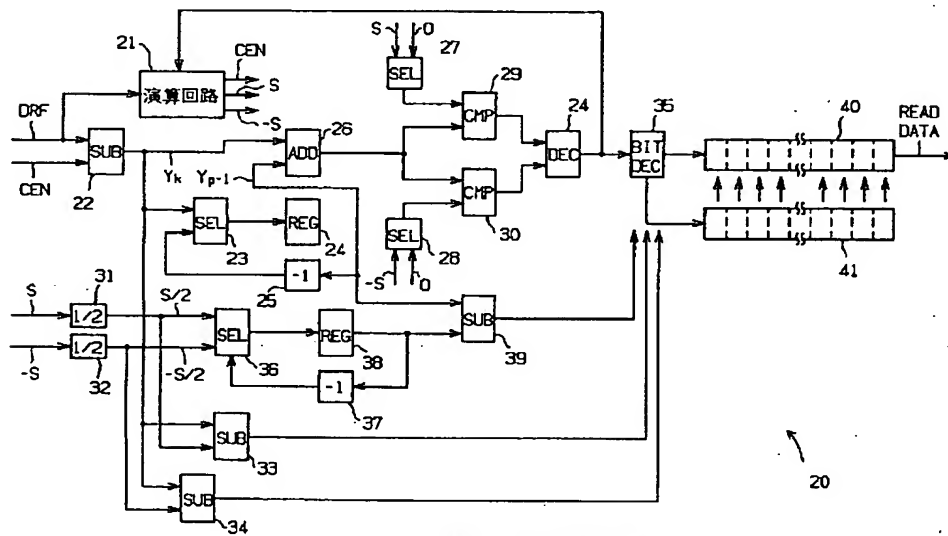 S
O
27
SEL
21
CEN
S
-S
演算回路
29
CMP
DRF
CEN
SUB
22
26
ADD
24
DEC
35
BIT
DEC
40
READ
DATA
Yk
Yp-1
CMP
30
SEL
28
-S
O
41
SEL
23
REG
24
-1
25
S
31
1/2
S/2
-S
1/2
32
-S/2
SEL
36
REG
38
SUB
39
-1
37
SUB
33
SUB
34
20